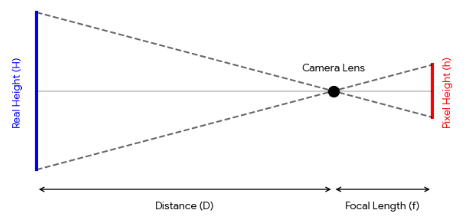 Camera Lens
Real Height (H)
Pixel Height (h)
Distance (D)
Focal Length (f)